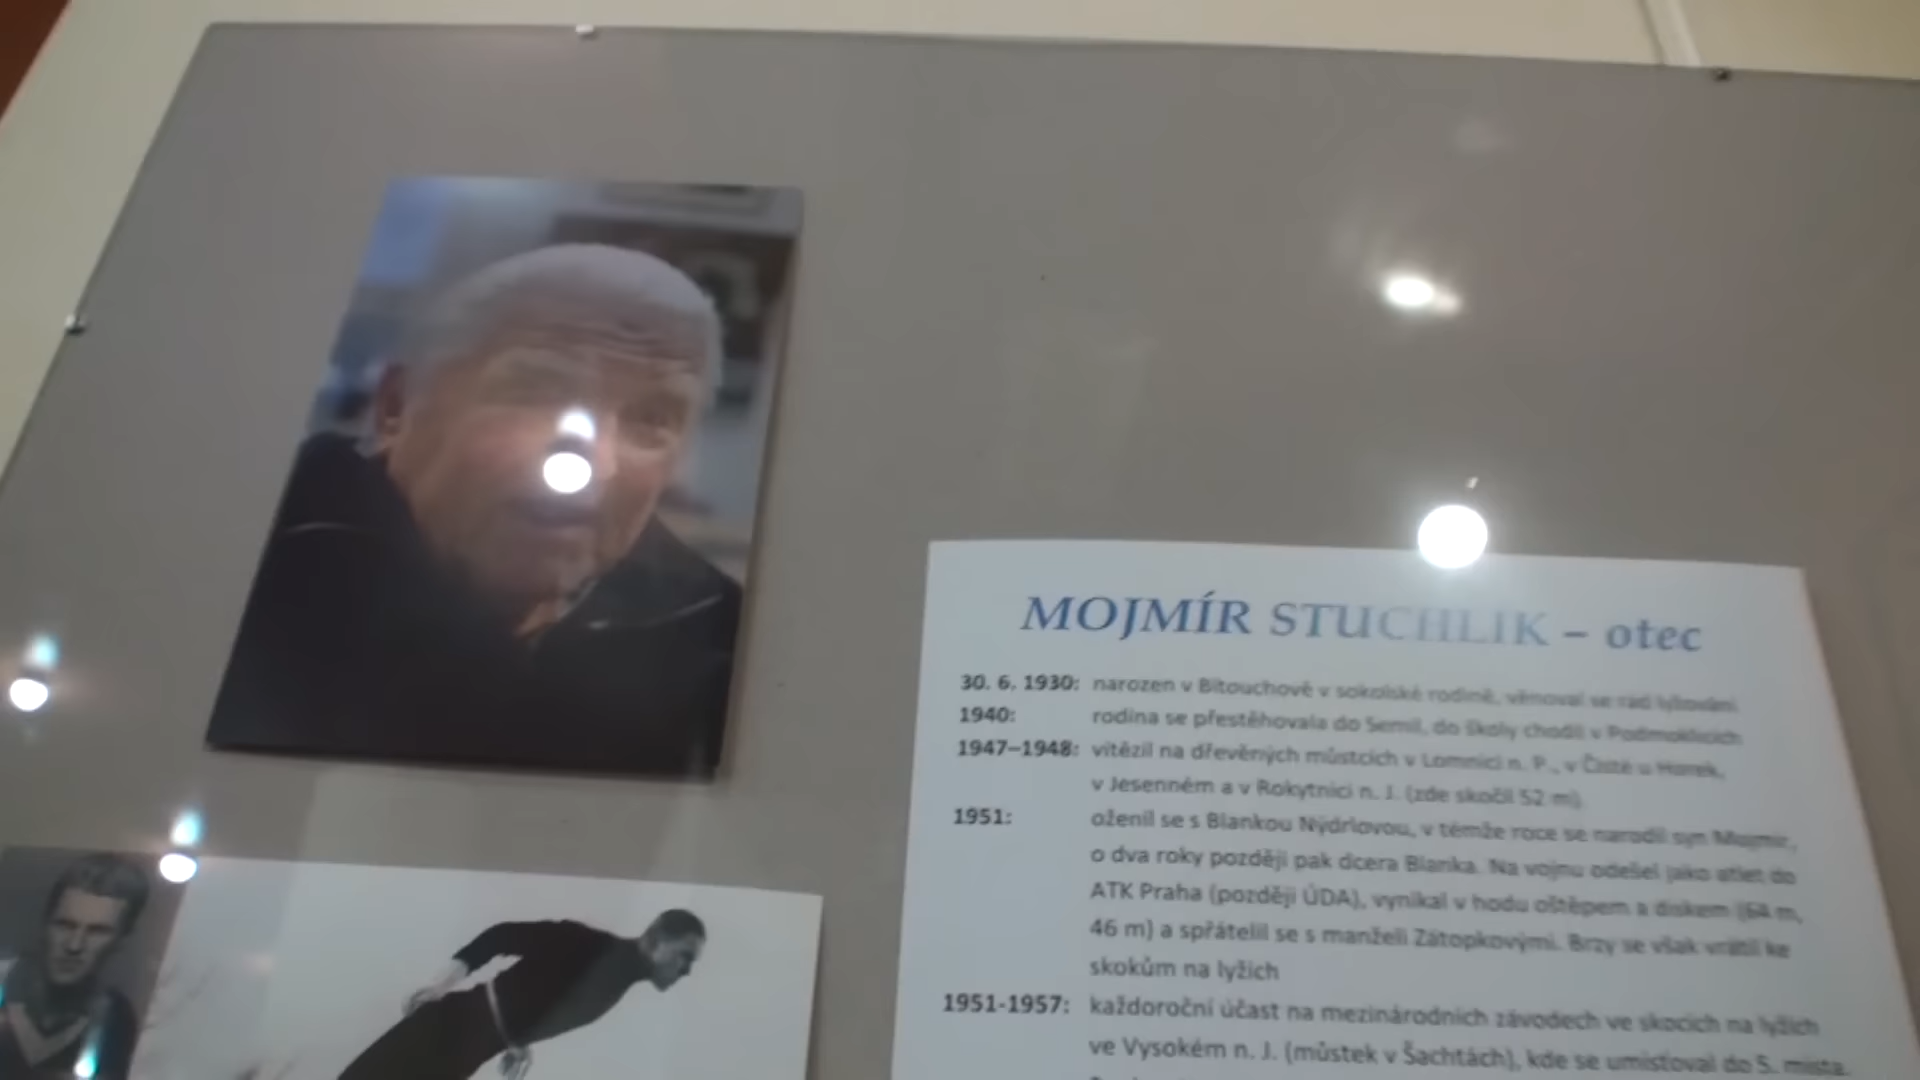 MOJMÍR STUCHLIK – otec
30. 6. 1930: narozen v Bítouchově v sokolské rodině, věnoval se rád lyžování
1940: rodina se přestěhovala do Semil, do školy chodil v Podmoklicích
1947–1948: vítězil na dřevěných můstcích v Lomnici n. P., v Čisté u Horek,
v Jesenném a v Rokytnici n. J. (zde skočil 52 m)
1951: oženil se s Blankou Nýdrlovou, v témže roce se narodil syn Mojmír,
o dva roky později pak dcera Blanka. Na vojnu odešel jako atlet do
ATK Praha (později ÚDA), vynikal v hodu oštěpem a diskem (64 m,
46 m) a spřátelil se s manželi Zátopkovými. Brzy se však vrátil ke
skokům na lyžích
1951-1957: každoroční účast na mezinárodních závodech ve skocích na lyžích
ve Vysokém n. J. (můstek v Šachtách), kde se umisťoval do 5. místa.